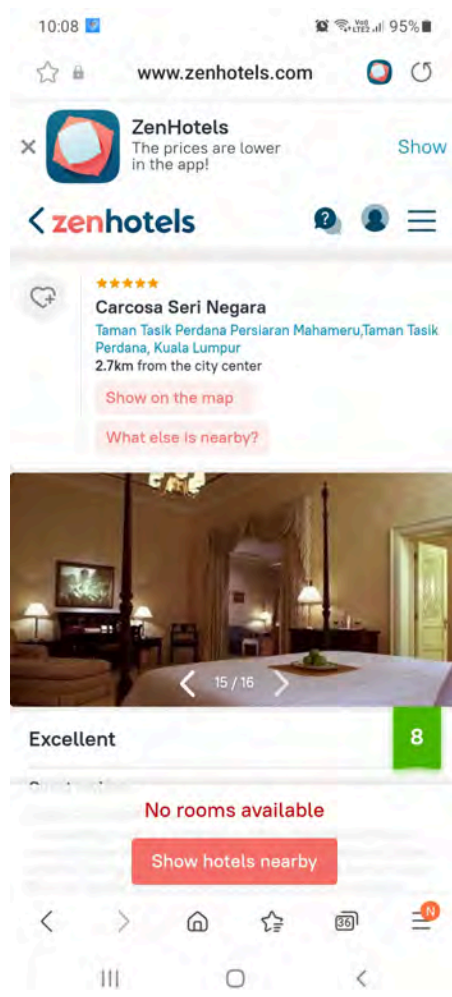 10:08
Vo)) LTE2 95%
www.zenhotels.com
ZenHotels
The prices are lower
in the app!
Show
zenhotels
Carcosa Seri Negara
Taman Tasik Perdana Persiaran Mahameru,Taman Tasik
Perdana, Kuala Lumpur
2.7km from the city center
Show on the map
What else is nearby?
15 / 16
Excellent
8
No rooms available
Show hotels nearby
36
N